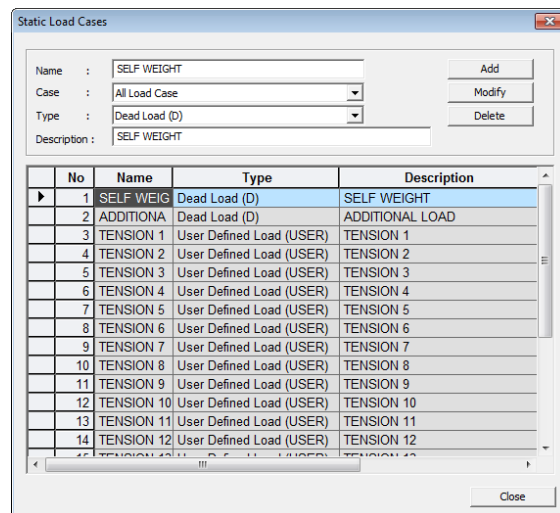 Static Load Cases
Name : SELF WEIGHT Add
Case : All Load Case Modify
Type : Dead Load (D) Delete
Description : SELF WEIGHT
No Name Type Description
1 SELF WEIG Dead Load (D) SELF WEIGHT
2 ADDITIONA Dead Load (D) ADDITIONAL LOAD
3 TENSION 1 User Defined Load (USER) TENSION 1
4 TENSION 2 User Defined Load (USER) TENSION 2
5 TENSION 3 User Defined Load (USER) TENSION 3
6 TENSION 4 User Defined Load (USER) TENSION 4
7 TENSION 5 User Defined Load (USER) TENSION 5
8 TENSION 6 User Defined Load (USER) TENSION 6
9 TENSION 7 User Defined Load (USER) TENSION 7
10 TENSION 8 User Defined Load (USER) TENSION 8
11 TENSION 9 User Defined Load (USER) TENSION 9
12 TENSION 10 User Defined Load (USER) TENSION 10
13 TENSION 11 User Defined Load (USER) TENSION 11
14 TENSION 12 User Defined Load (USER) TENSION 12
Close